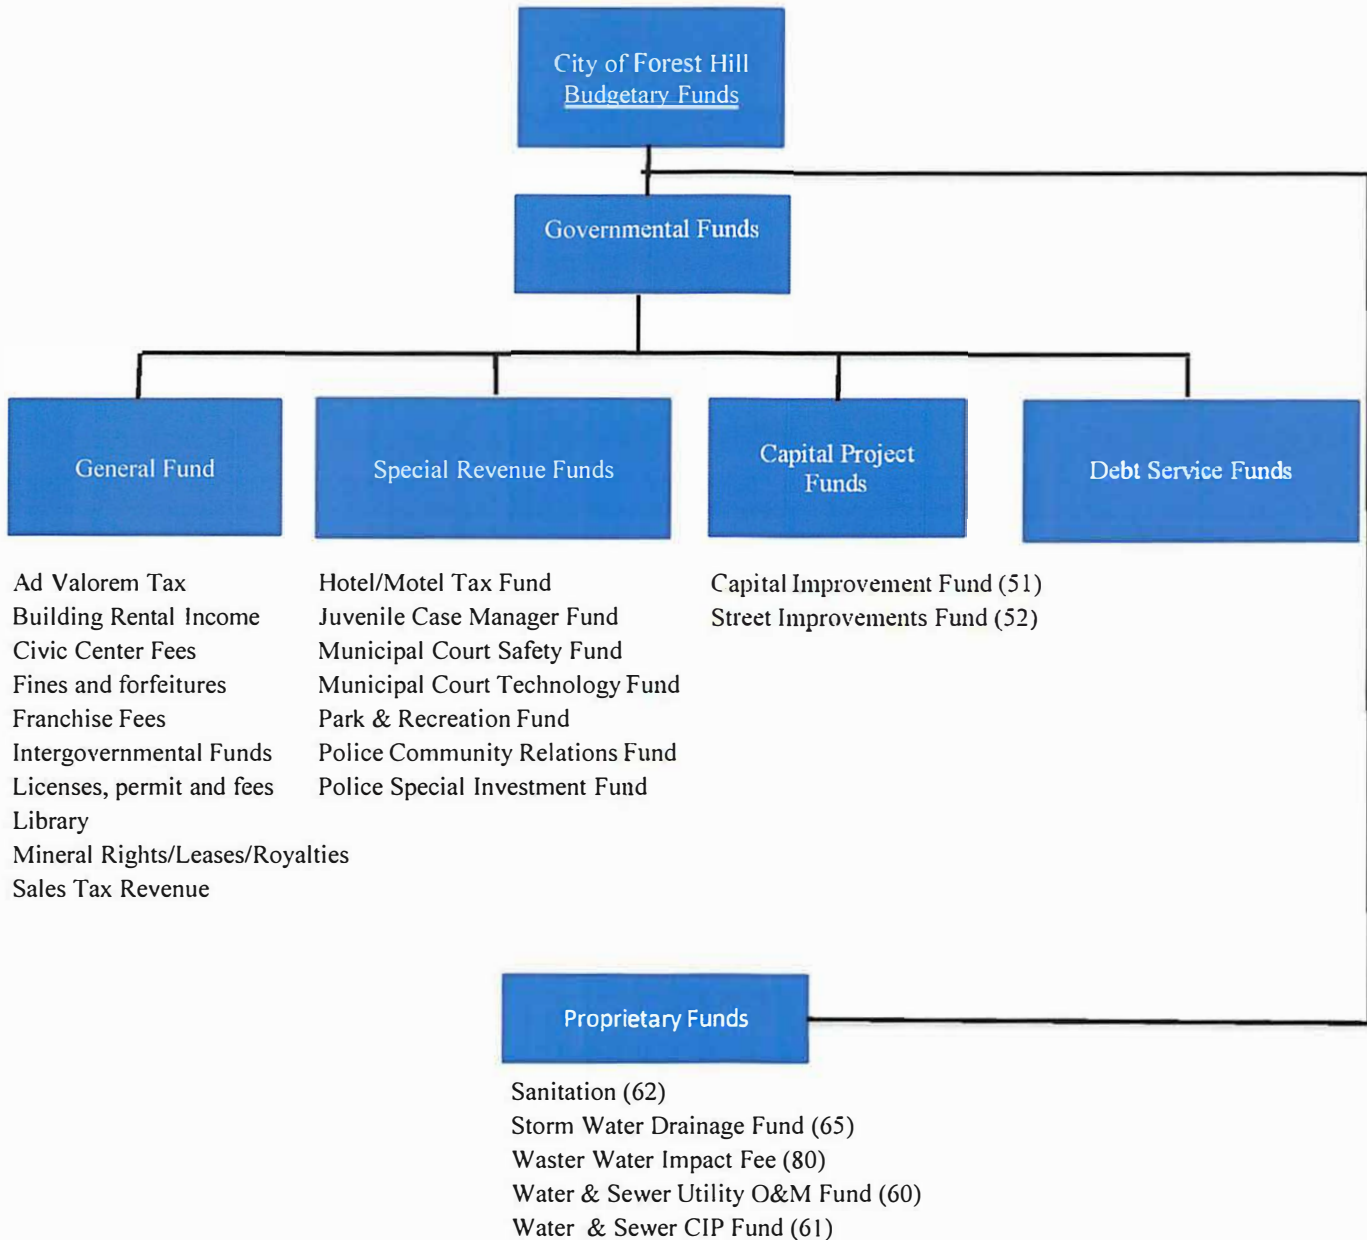 City of Forest Hill
Budgetary Funds
Governmental Funds
General Fund
Special Revenue Funds
Capital Project
Funds
Debt Service Funds
Ad Valorem Tax
Building Rental Income
Civic Center Fees
Fines and forfeitures
Franchise Fees
Intergovernmental Funds
Licenses, permit and fees
Library
Mineral Rights/Leases/Royalties
Sales Tax Revenue
Hotel/Motel Tax Fund
Juvenile Case Manager Fund
Municipal Court Safety Fund
Municipal Court Technology Fund
Park & Recreation Fund
Police Community Relations Fund
Police Special Investment Fund
Capital Improvement Fund (51)
Street Improvements Fund (52)
Proprietary Funds
Sanitation (62)
Storm Water Drainage Fund (65)
Waster Water Impact Fee (80)
Water & Sewer Utility O&M Fund (60)
Water & Sewer CIP Fund (61)